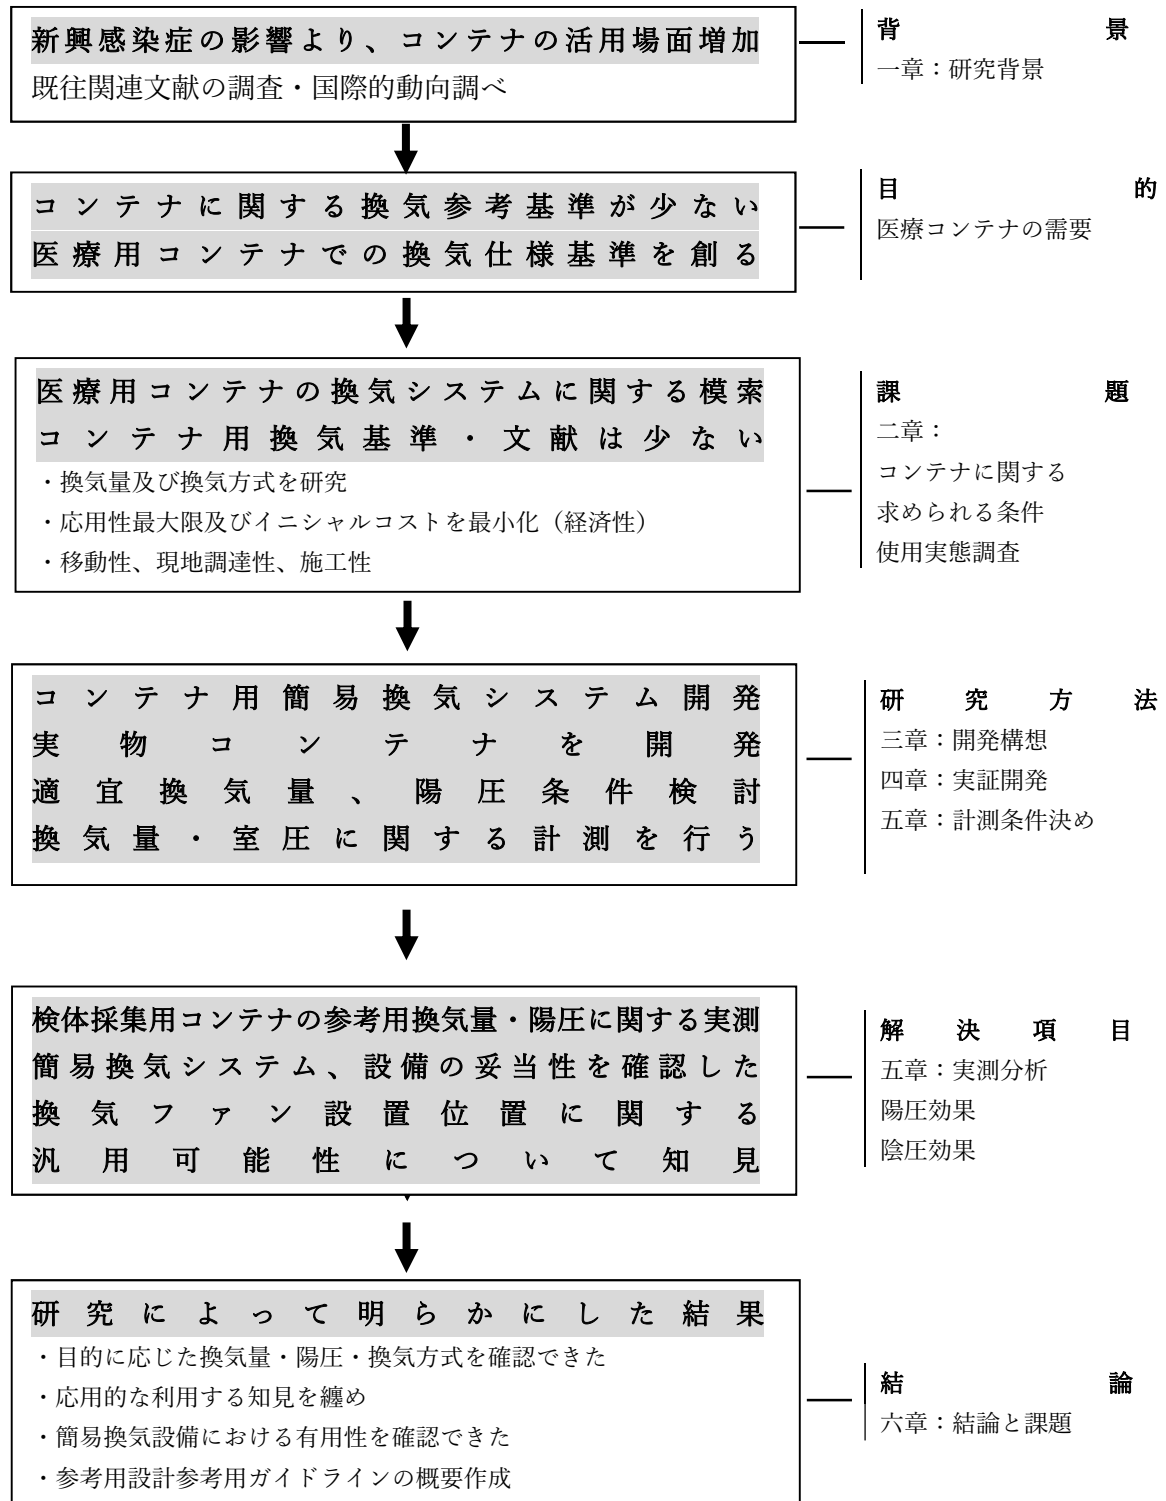 新興感染症の影響より、コンテナの活用場面増加
既往関連文献の調査・国際的動向調べ
背景
一章：研究背景
コンテナに関する換気参考基準が少ない
医療用コンテナでの換気仕様基準を創る
目的
医療コンテナの需要
医療用コンテナの換気システムに関する模索
コンテナ用換気基準・文献は少ない
・換気量及び換気方式を研究
・応用性最大限及びイニシャルコストを最小化（経済性）
・移動性、現地調達性、施工性
課題
二章：
コンテナに関する
求められる条件
使用実態調査
コンテナ用簡易換気システム開発
実物コンテナを開発
適宜換気量、陽圧条件検討
換気量・室圧に関する計測を行う
研究方法
三章：開発構想
四章：実証開発
五章：計測条件決め
検体採集用コンテナの参考用換気量・陽圧に関する実測
簡易換気システム、設備の妥当性を確認した
換気ファン設置位置に関する
汎用可能性について知見
解決項目
五章：実測分析
陽圧効果
陰圧効果
研究によって明らかにした結果
・目的に応じた換気量・陽圧・換気方式を確認できた
・応用的な利用する知見を纏め
・簡易換気設備における有用性を確認できた
・参考用設計参考用ガイドラインの概要作成
結論
六章：結論と課題